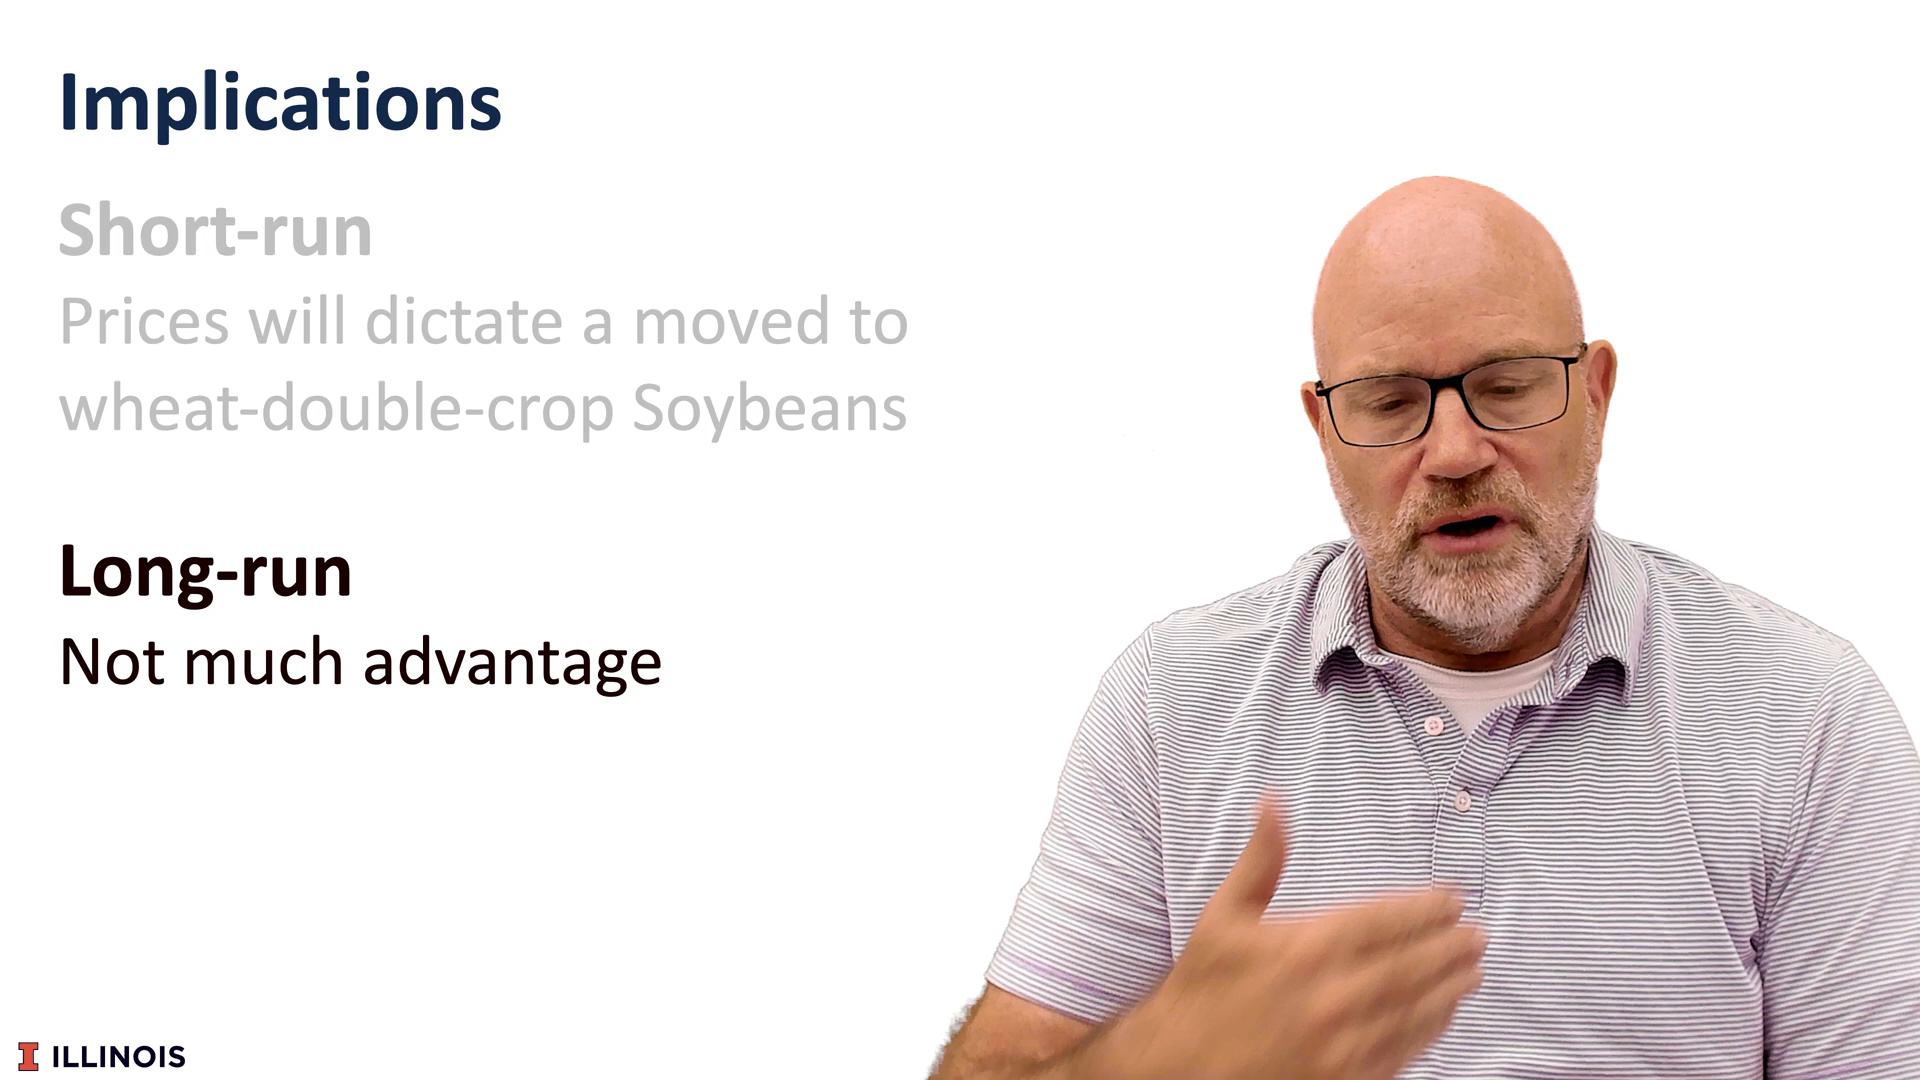 Implications
Short-run
Prices will dictate a moved to
wheat-double-crop Soybeans
Long-run
Not much advantage
I ILLINOIS